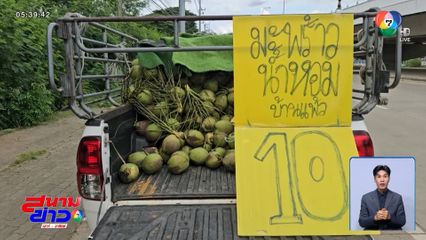 05:39:42
7
HD
มะพร้าว
น้ำหอม
บ้านแพ้ว
10
สนาม
ข่าว 7